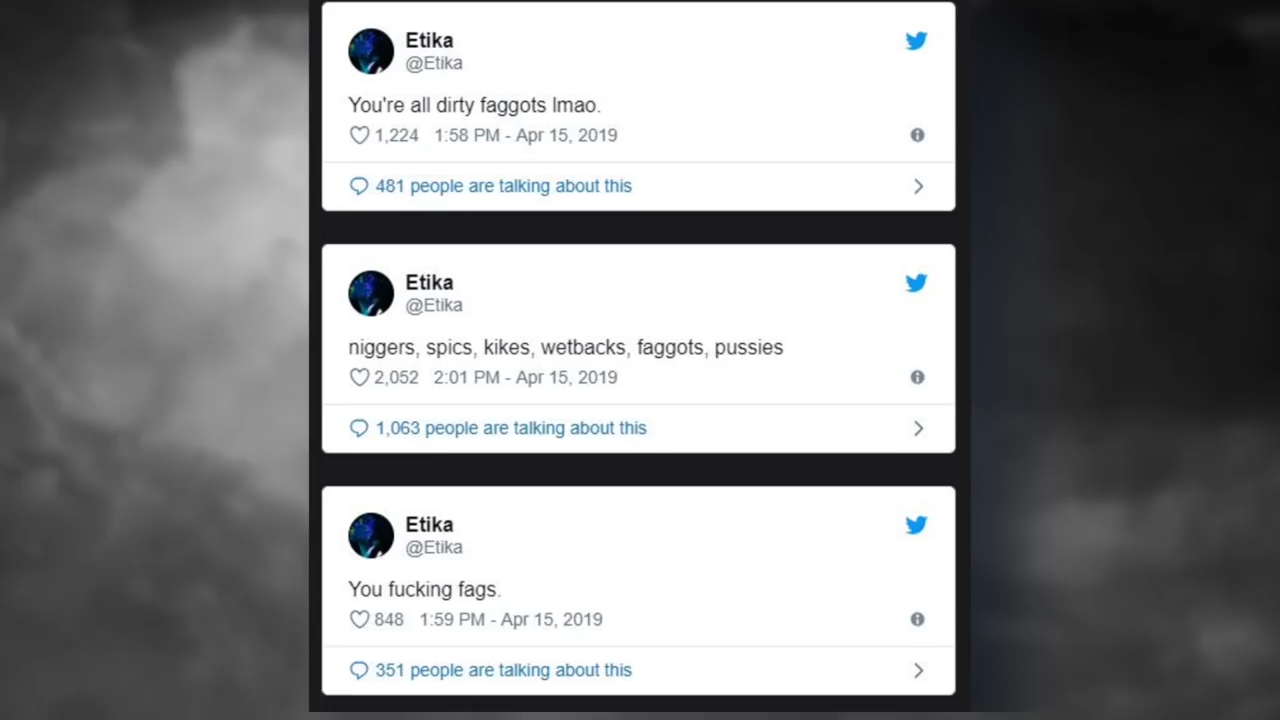 Etika
@Etika
You're all dirty faggots lmao.
1,224 1:58 PM - Apr 15, 2019
481 people are talking about this
Etika
@Etika
niggers, spics, kikes, wetbacks, faggots, pussies
2,052 2:01 PM - Apr 15, 2019
1,063 people are talking about this
Etika
@Etika
You fucking fags.
848 1:59 PM - Apr 15, 2019
351 people are talking about this